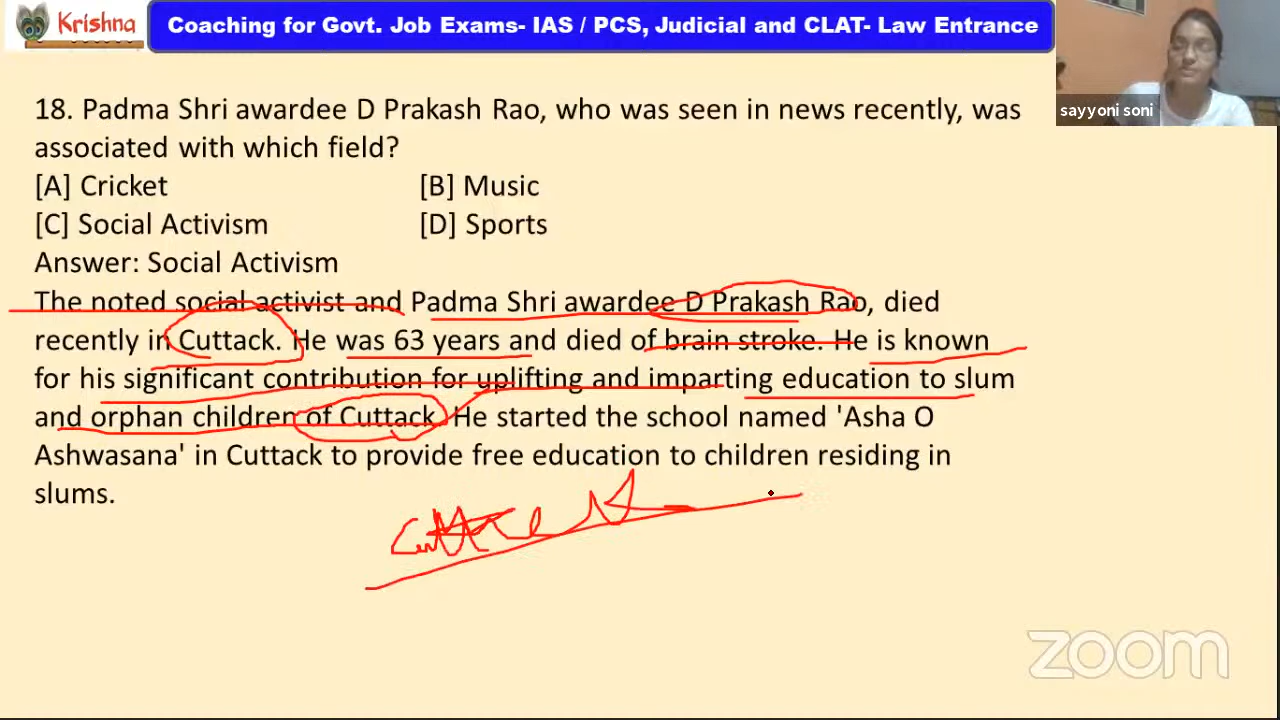 Krishna
Coaching for Govt. Job Exams- IAS / PCS, Judicial and CLAT- Law Entrance
sayyoni soni
18. Padma Shri awardee D Prakash Rao, who was seen in news recently, was
associated with which field?
[A] Cricket [B] Music
[C] Social Activism [D] Sports
Answer: Social Activism
The noted social activist and Padma Shri awardee D Prakash Rao, died
recently in Cuttack. He was 63 years and died of brain stroke. He is known
for his significant contribution for uplifting and imparting education to slum
and orphan children of Cuttack. He started the school named 'Asha O
Ashwasana' in Cuttack to provide free education to children residing in
slums.
zoom